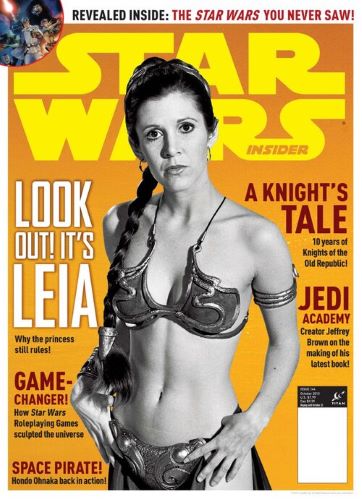 REVEALED INSIDE: THE STAR WARS YOU NEVER SAW!
STAR
WARS
INSIDER
LOOK
OUT! IT'S
LEIA
Why the princess
still rules!
GAME-
CHANGER!
How Star Wars
Roleplaying Games
sculpted the universe
SPACE PIRATE!
Hondo Ohnaka back in action!
A KNIGHT'S
TALE
10 years of
Knights of the
Old Republic!
JEDI
ACADEMY
Creator Jeffrey
Brown on the
making of his
latest book!
TITAN